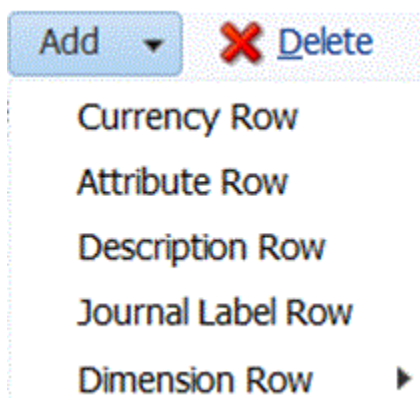 Add Delete
Currency Row
Attribute Row
Description Row
Journal Label Row
Dimension Row